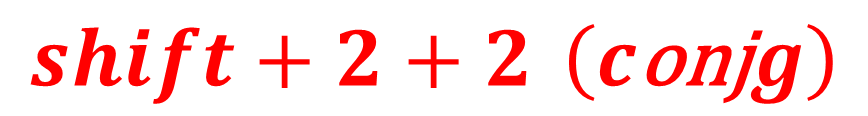 shift + 2 + 2 (conjg)